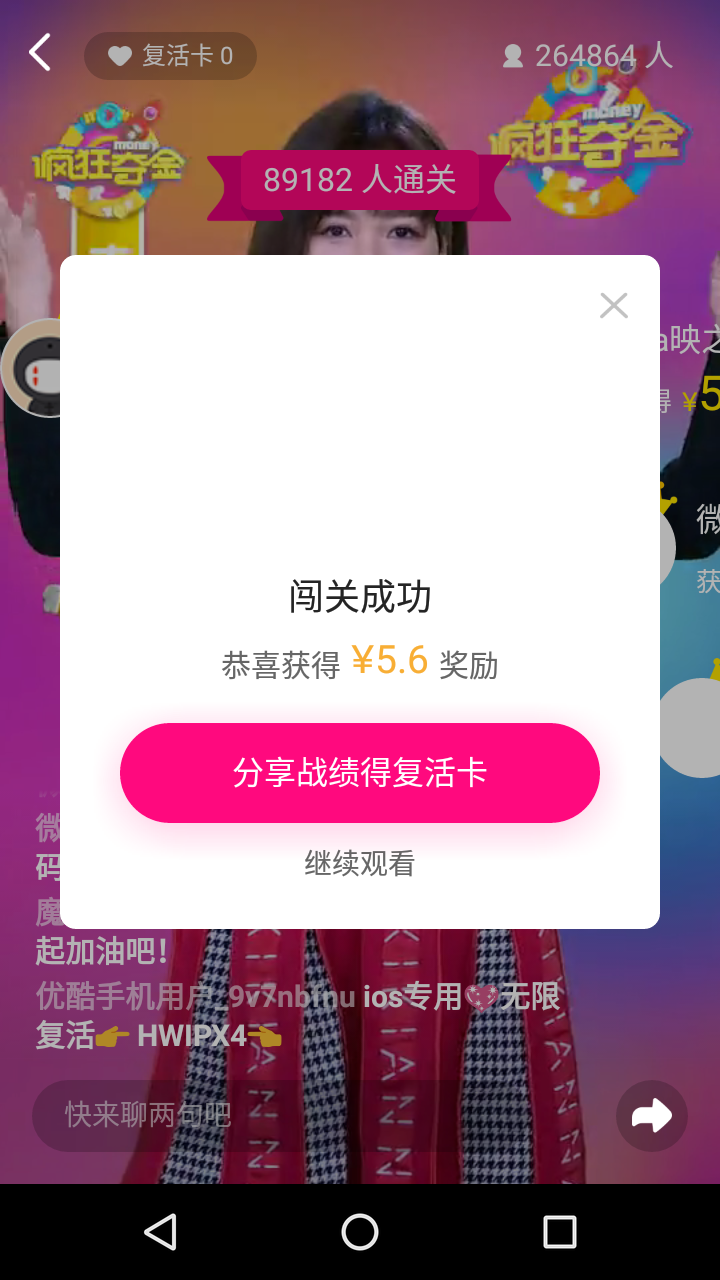 复活卡 0
264864 人
money
疯狂夺金
money
疯狂夺金
89182 人通关
a映之
得 ¥5
微
获
闯关成功
恭喜获得 ¥5.6 奖励
分享战绩得复活卡
继续观看
微
码
魔
起加油吧!
优酷手机用户_9v7nbfnu ios专用💖无限
复活👉 HWIPX4👈
快来聊两句吧